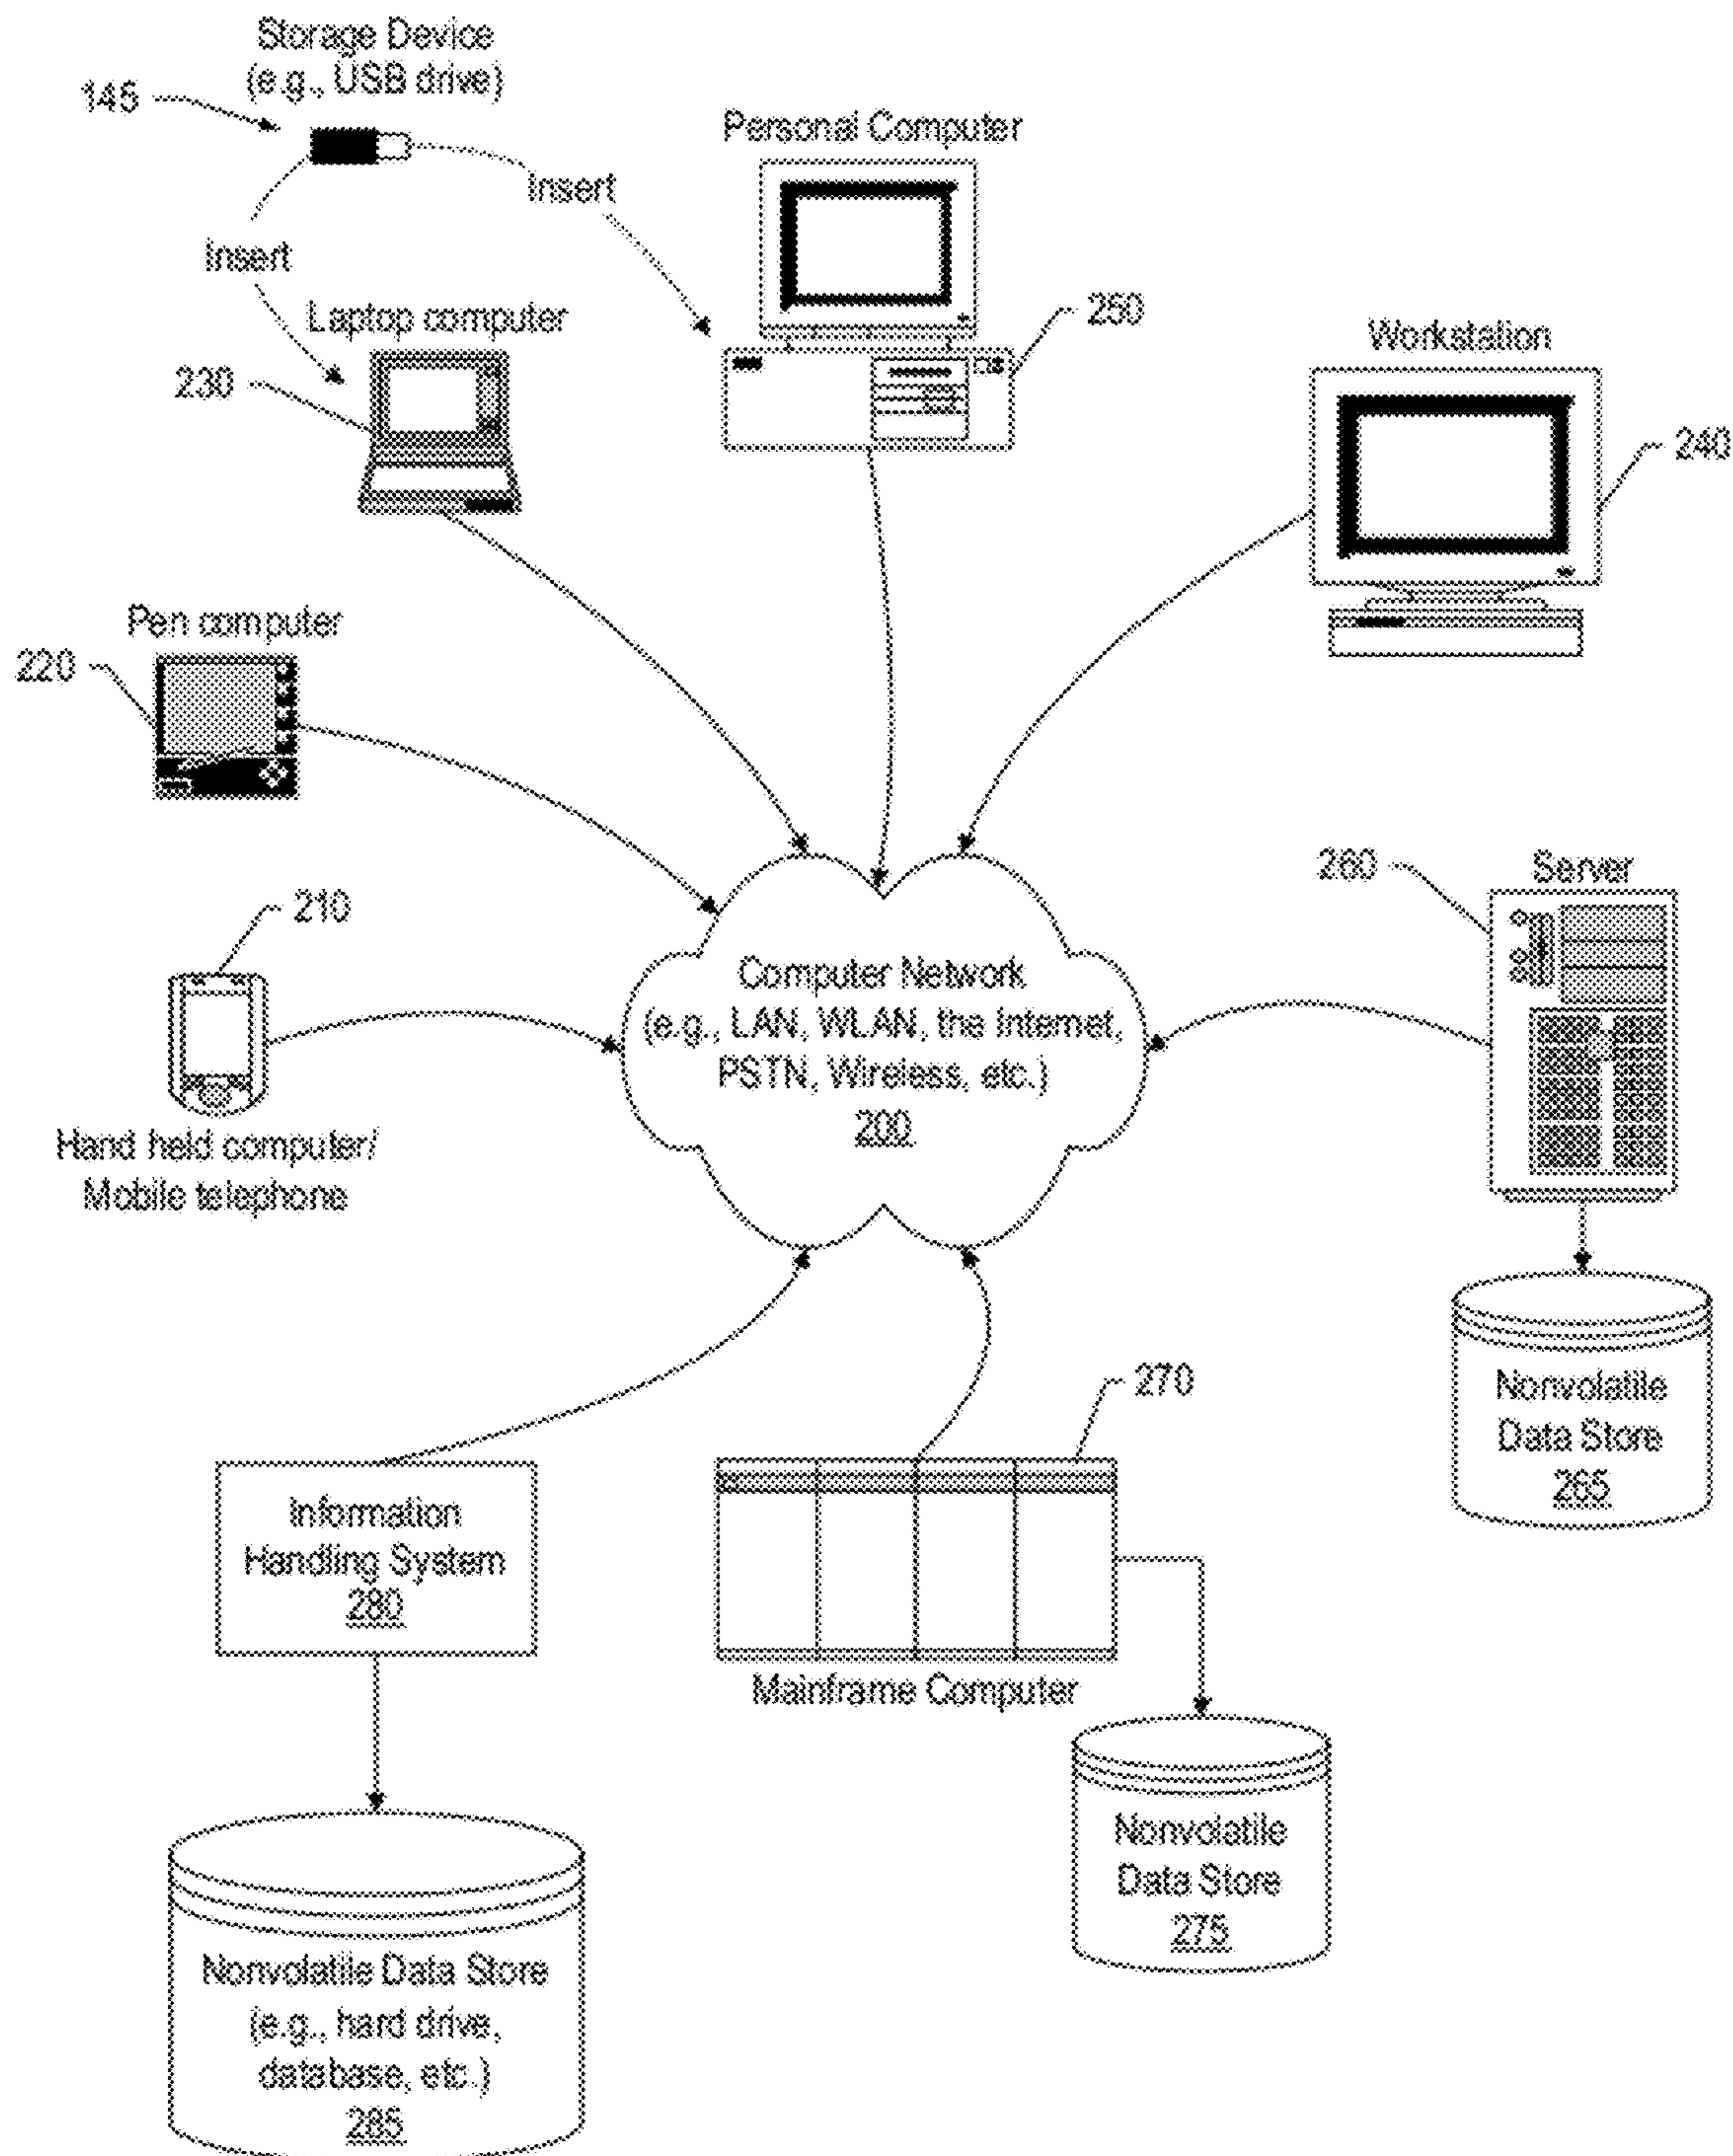 Storage Device
(e.g., USB drive)
145
Personal Computer
Insert
Insert
Laptop computer
250
Workstation
230
240
Pen computer
220
260
Server
210
Computer Network
(e.g., LAN, WLAN, the Internet,
PSTN, Wireless, etc.)
200
Hand held computer/
Mobile telephone
270
Nonvolatile
Data Store
265
Information
Handling System
280
Mainframe Computer
Nonvolatile
Data Store
275
Nonvolatile Data Store
(e.g., hard drive,
database, etc.)
285